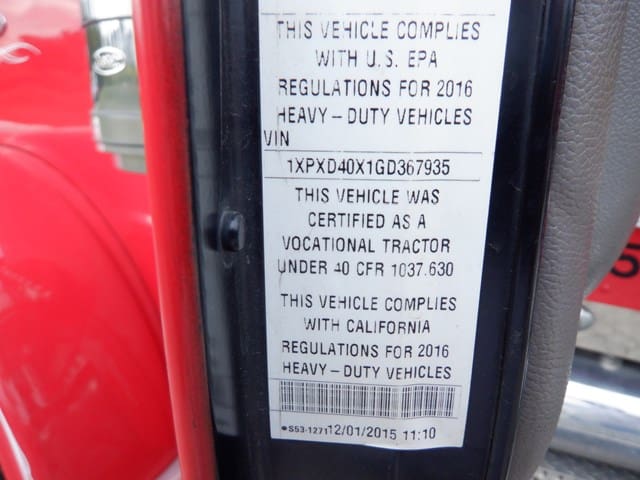 THIS VEHICLE COMPLIES
WITH U.S. EPA
REGULATIONS FOR 2016
HEAVY-DUTY VEHICLES
VIN
1XPXD40X1GD367935
THIS VEHICLE WAS
CERTIFIED AS A
VOCATIONAL TRACTOR
UNDER 40 CFR 1037.630
THIS VEHICLE COMPLIES
WITH CALIFORNIA
REGULATIONS FOR 2016
HEAVY-DUTY VEHICLES
S53-1271 12/01/2015 11:10